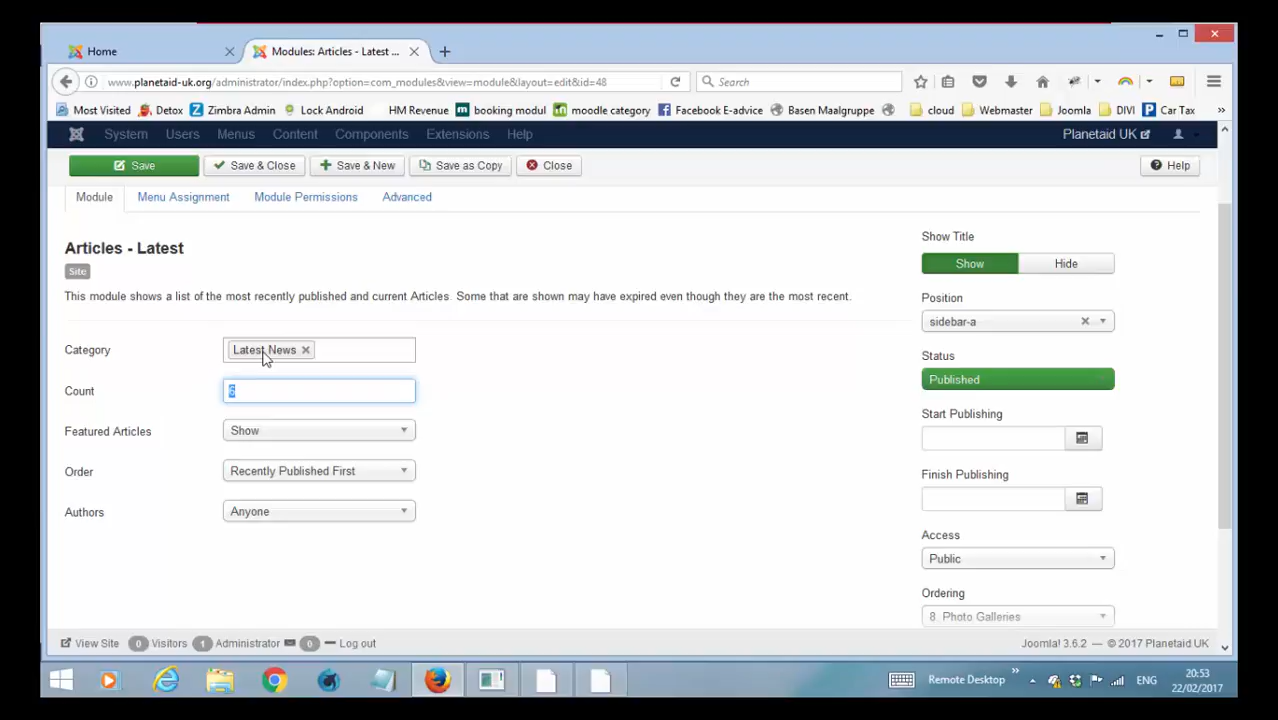 Home
Modules: Articles - Latest ...
www.planetaid-uk.org/administrator/index.php?option=com_modules&view=module&layout=edit&id=48
Search
Most Visited Detox Zimbra Admin Lock Android HM Revenue booking modul moodle category Facebook E-advice Basen Maalgruppe cloud Webmaster Joomla DIVI Car Tax »
System Users Menus Content Components Extensions Help Planetaid UK
Save Save & Close Save & New Save as Copy Close Help
Module Menu Assignment Module Permissions Advanced
Articles - Latest
Site
This module shows a list of the most recently published and current Articles. Some that are shown may have expired even though they are the most recent.
Category Latest News
Count 6
Featured Articles Show
Order Recently Published First
Authors Anyone
Show Title
Show Hide
Position
sidebar-a
Status
Published
Start Publishing
Finish Publishing
Access
Public
Ordering
8. Photo Galleries
View Site 0 Visitors 1 Administrator 0 Log out Joomla! 3.6.2 — © 2017 Planetaid UK
Remote Desktop » ENG 20:53
22/02/2017